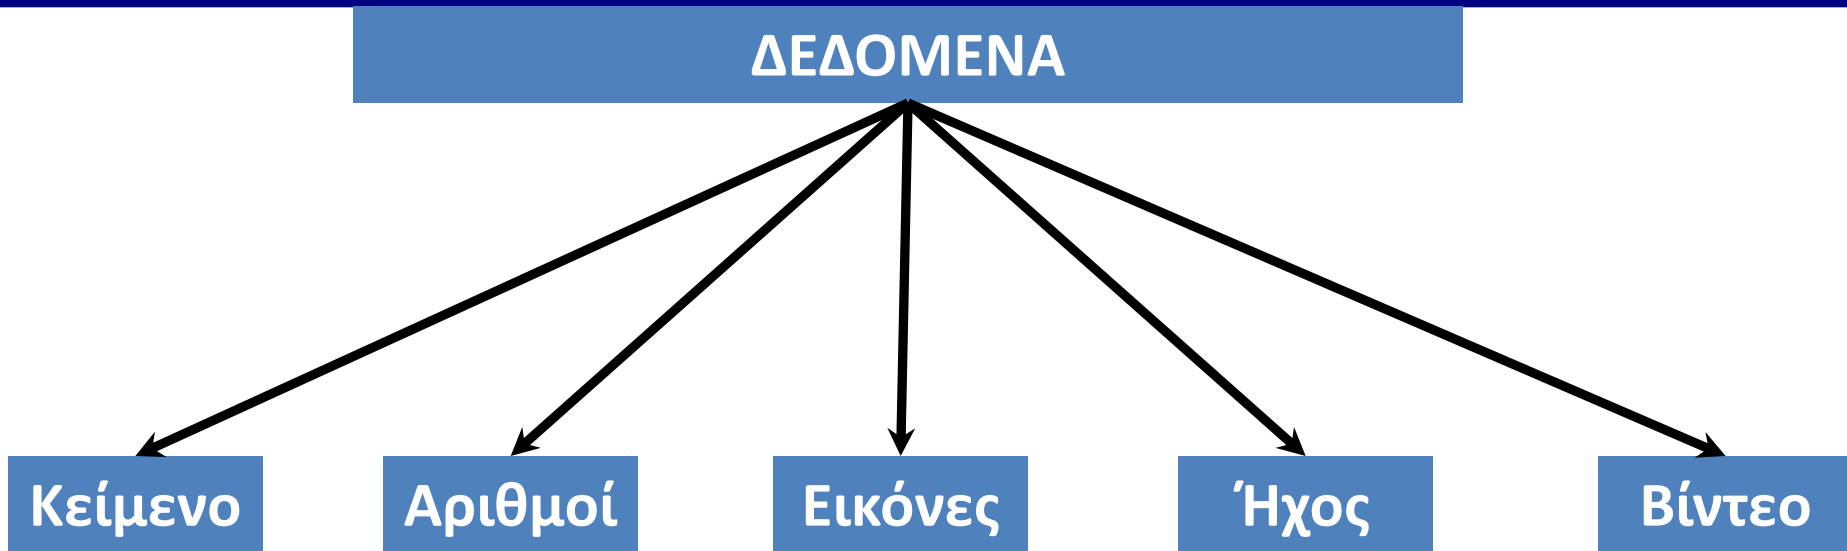 ΔΕΔΟΜΕΝΑ
Κείμενο
Αριθμοί
Εικόνες
Ήχος
Βίντεο